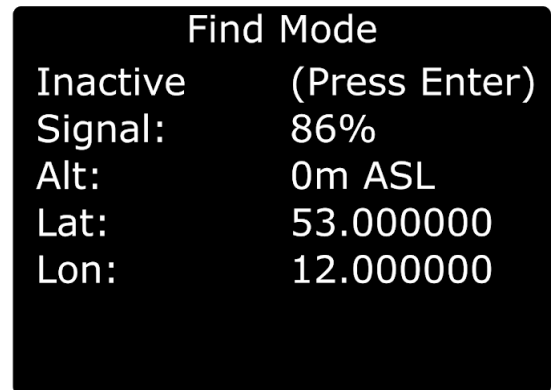 Find Mode
Inactive (Press Enter)
Signal: 86%
Alt: 0m ASL
Lat: 53.000000
Lon: 12.000000